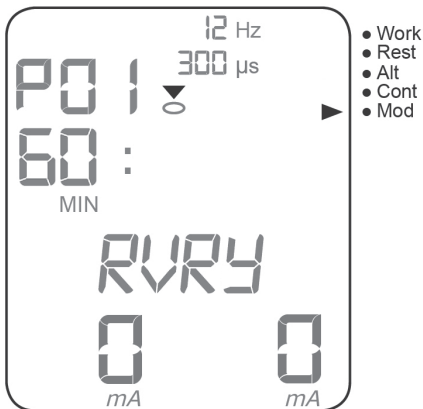 12 Hz
300 µs
P01
60:
MIN
RVRY
0 0
mA mA
• Work
• Rest
• Alt
• Cont
• Mod